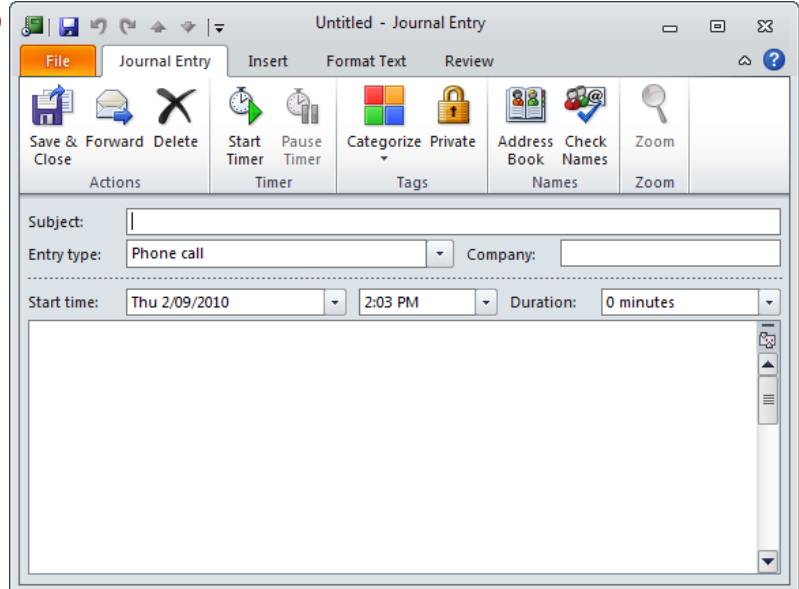 Untitled - Journal Entry
File Journal Entry Insert Format Text Review
Save & Forward Delete Start Pause Categorize Private Address Check Zoom
Close Timer Timer Book Names
Actions Timer Tags Names Zoom
Subject:
Entry type: Phone call Company:
Start time: Thu 2/09/2010 2:03 PM Duration: 0 minutes